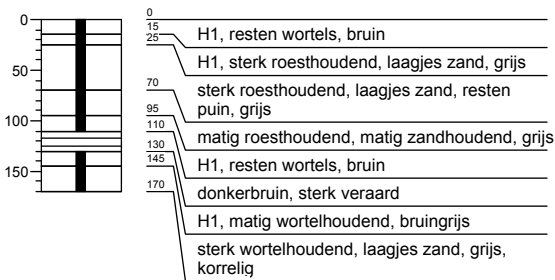 0
50
100
150
0
15
H1, resten wortels, bruin
25
H1, sterk roesthoudend, laagjes zand, grijs
70
sterk roesthoudend, laagjes zand, resten
puin, grijs
95
matig roesthoudend, matig zandhoudend, grijs
110
H1, resten wortels, bruin
130
donkerbruin, sterk veraard
145
H1, matig wortelhoudend, bruingrijs
170
sterk wortelhoudend, laagjes zand, grijs,
korrelig